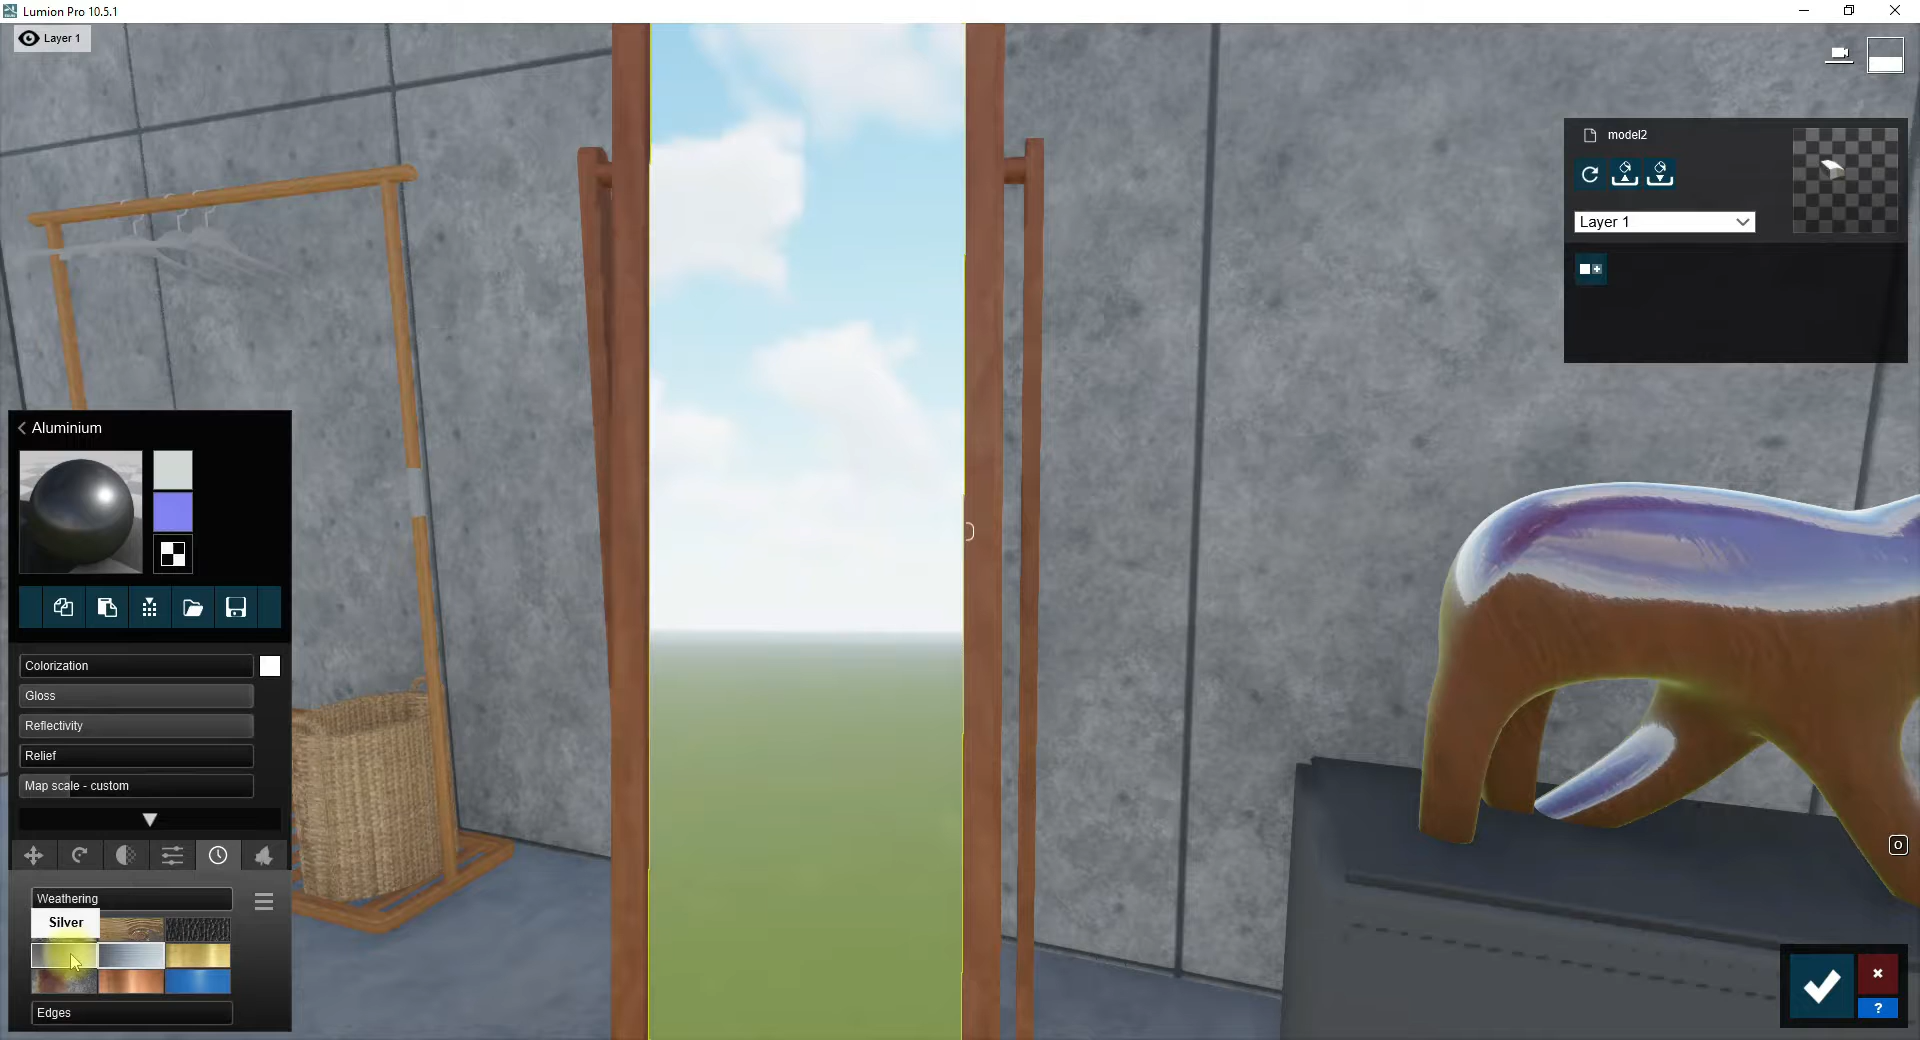 Lumion Pro 10.5.1
Layer 1
model2
Layer 1
Aluminium
Colorization
Gloss
Reflectivity
Relief
Map scale - custom
Weathering
Silver
Edges
O
?